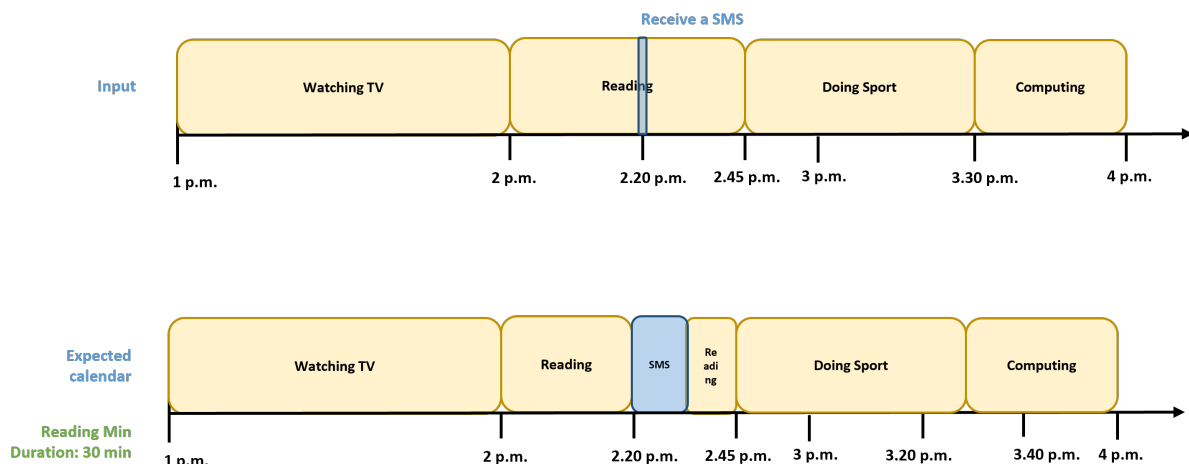 Receive a SMS
Input
Watching TV
Reading
Doing Sport
Computing
1 p.m.
2 p.m.
2.20 p.m.
2.45 p.m.
3 p.m.
3.30 p.m.
4 p.m.
Expected
calendar
Watching TV
Reading
SMS
Re
adi
ng
Doing Sport
Computing
Reading Min
Duration: 30 min
1 p.m.
2 p.m.
2.20 p.m.
2.45 p.m.
3 p.m.
3.20 p.m.
3.40 p.m.
4 p.m.